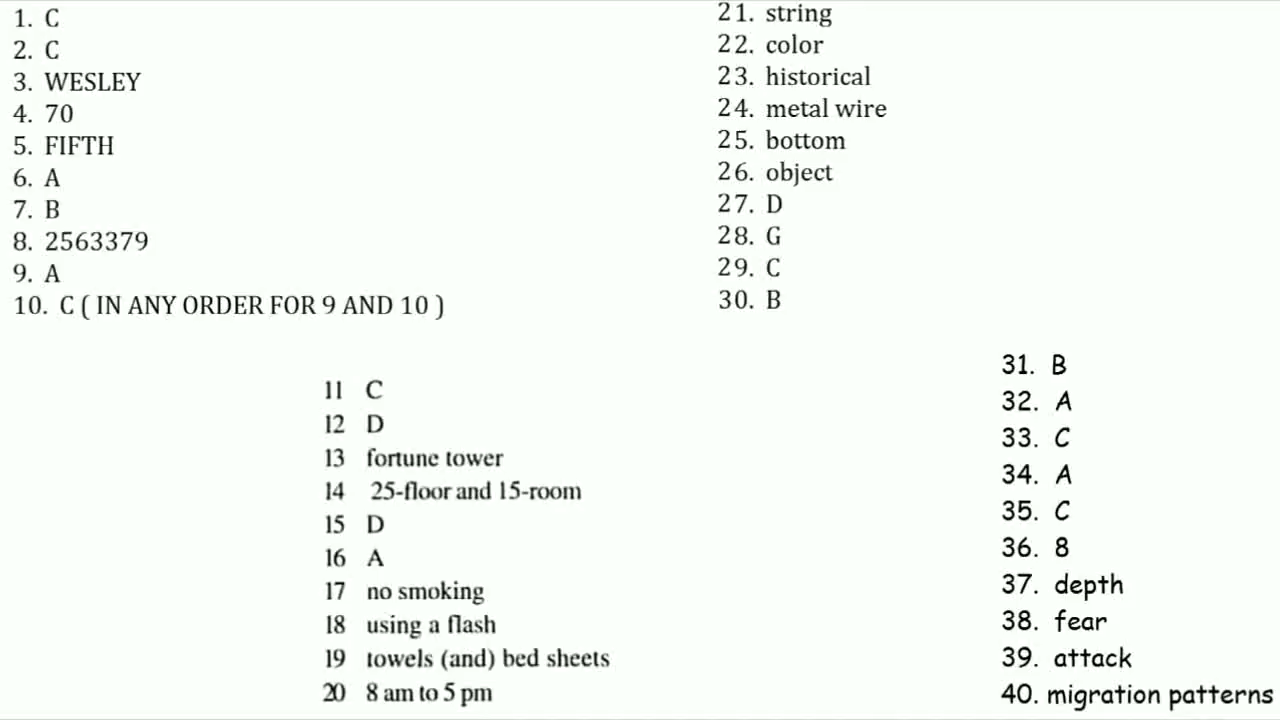 1. C
2. C
3. WESLEY
4. 70
5. FIFTH
6. A
7. B
8. 2563379
9. A
10. C ( IN ANY ORDER FOR 9 AND 10 )
11 C
12 D
13 fortune tower
14 25-floor and 15-room
15 D
16 A
17 no smoking
18 using a flash
19 towels (and) bed sheets
20 8 am to 5 pm
21. string
22. color
23. historical
24. metal wire
25. bottom
26. object
27. D
28. G
29. C
30. B
31. B
32. A
33. C
34. A
35. C
36. 8
37. depth
38. fear
39. attack
40. migration patterns